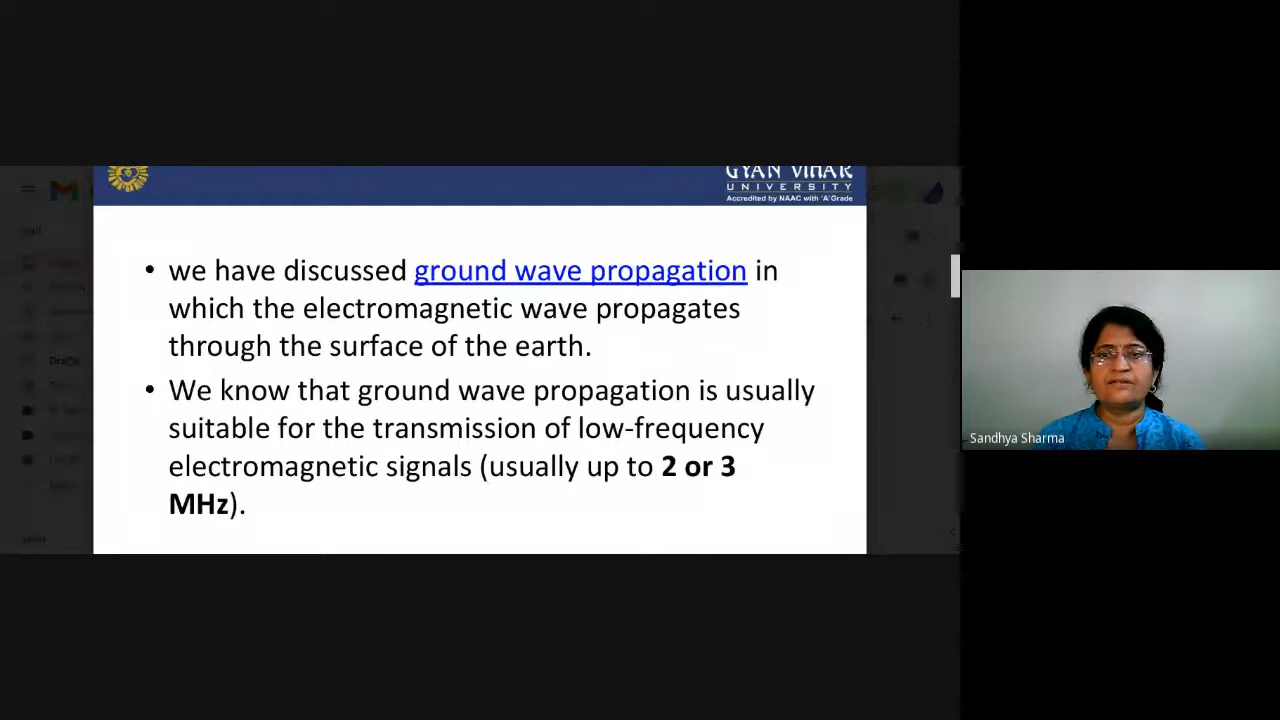 GYAN VIHAR
UNIVERSITY
Accredited by NAAC with 'A' Grade
• we have discussed ground wave propagation in
which the electromagnetic wave propagates
through the surface of the earth.
• We know that ground wave propagation is usually
suitable for the transmission of low-frequency
electromagnetic signals (usually up to 2 or 3
MHz).
Sandhya Sharma